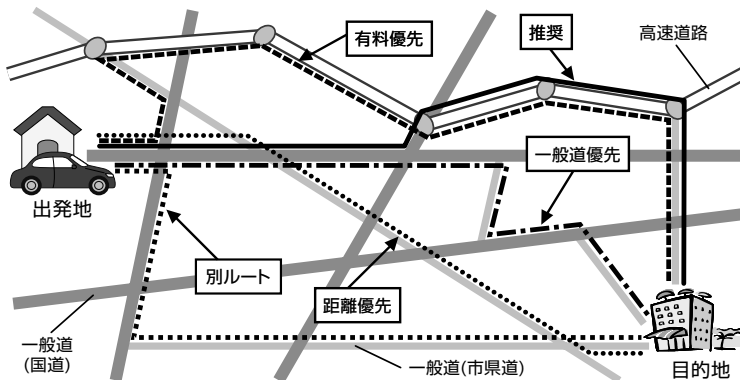 有料優先
推奨
高速道路
一般道優先
出発地
別ルート
距離優先
一般道
(国道)
一般道(市県道)
目的地